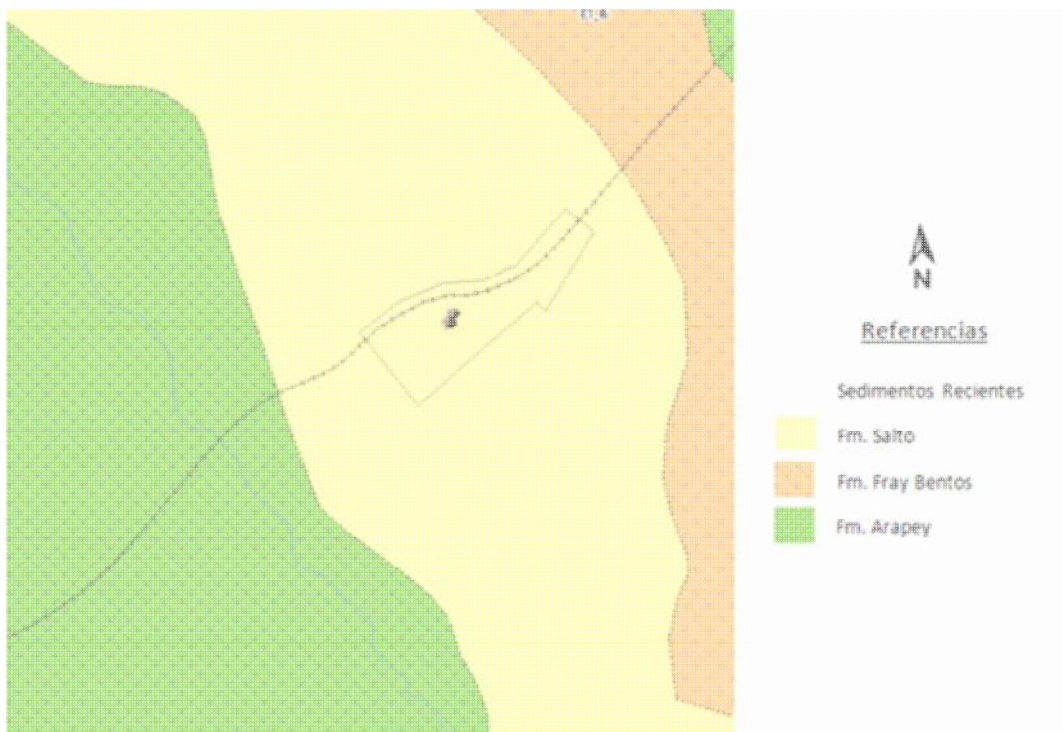 N
Referencias
Sedimentos Recientes
Fm. Salto
Fm. Fray Bentos
Fm. Arapey